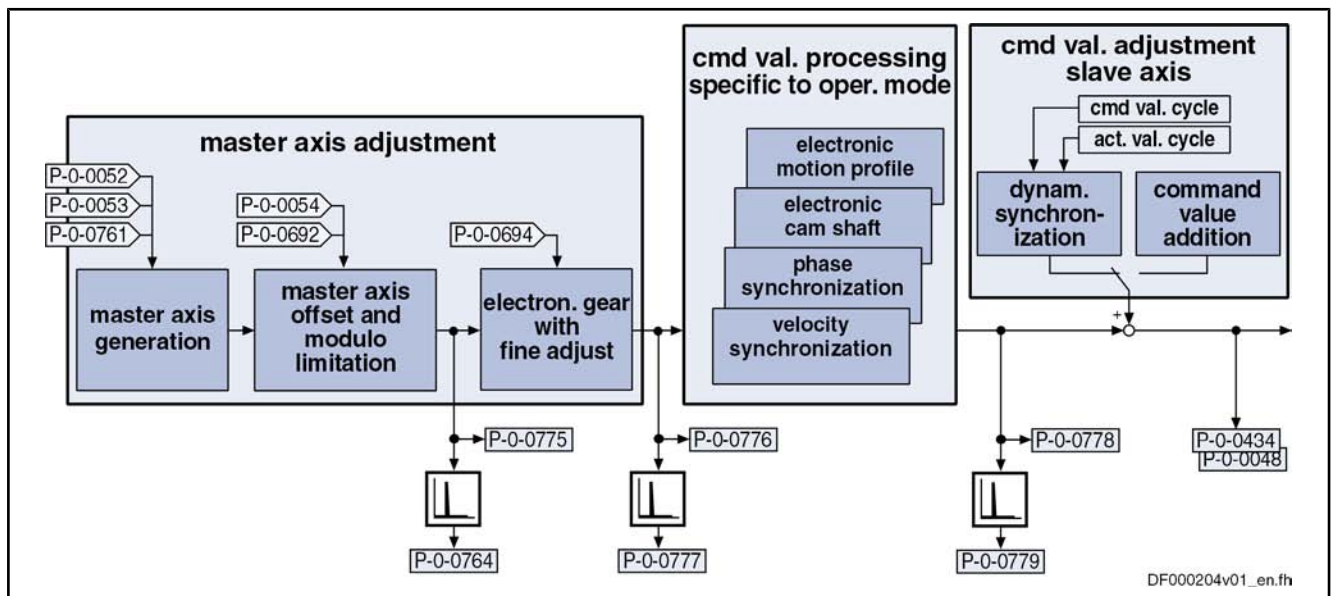 master axis adjustment
P-0-0052
P-0-0053
P-0-0761
P-0-0054
P-0-0692
P-0-0694
master axis
generation
master axis
offset and
modulo
limitation
electron. gear
with
fine adjust
cmd val. processing
specific to oper. mode
electronic
motion profile
electronic
cam shaft
phase
synchronization
velocity
synchronization
cmd val. adjustment
slave axis
cmd val. cycle
act. val. cycle
dynam.
synchron-
ization
command
value
addition
+
P-0-0775
P-0-0776
P-0-0778
P-0-0434
P-0-0048
P-0-0764
P-0-0777
P-0-0779
DF000204v01_en.fh